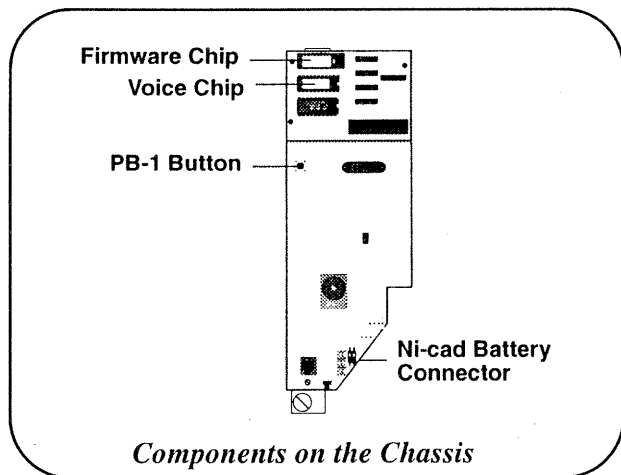 Firmware Chip
Voice Chip
PB-1 Button
Ni-cad Battery
Connector
Components on the Chassis